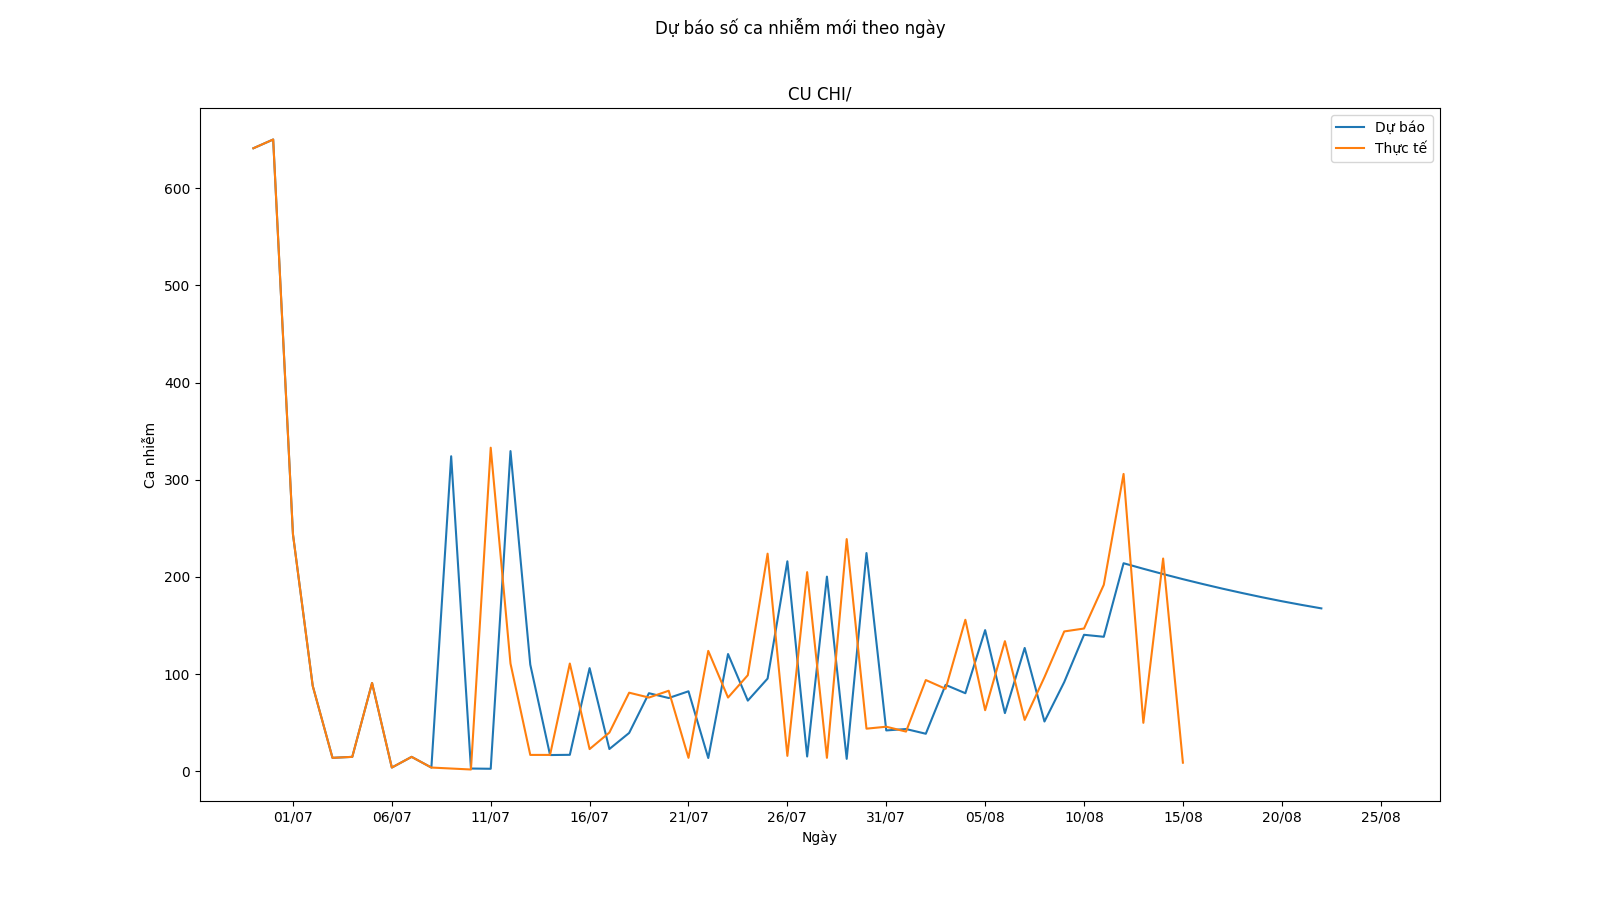 Dự báo số ca nhiễm mới theo ngày
CU CHI/
Dự báo
Thực tế
600
500
400
300
200
100
0
Ca nhiễm
01/07 06/07 11/07 16/07 21/07 26/07 31/07 05/08 10/08 15/08 20/08 25/08
Ngày